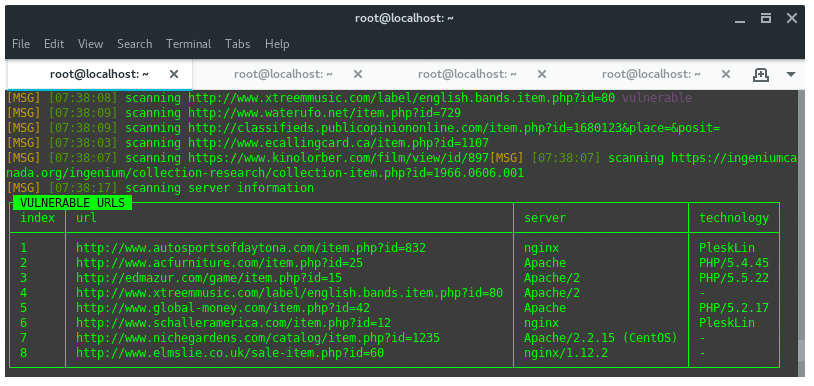 root@localhost: ~
File Edit View Search Terminal Tabs Help
root@localhost: ~ root@localhost: ~ root@localhost: ~ root@localhost: ~
[MSG] [07:38:08] scanning http://www.xtreemmusic.com/label/english.bands.item.php?id=80 vulnerable
[MSG] [07:38:09] scanning http://www.waterufo.net/item.php?id=729
[MSG] [07:38:09] scanning http://classifieds.publicopiniononline.com/item.php?id=1680123&place=&posit=
[MSG] [07:38:03] scanning http://www.ecallingcard.ca/item.php?id=1107
[MSG] [07:38:07] scanning https://www.kinolorber.com/film/view/id/897[MSG] [07:38:07] scanning https://ingeniumca
nada.org/ingenium/collection-research/collection-item.php?id=1966.0606.001
[MSG] [07:38:17] scanning server information
VULNERABLE URLS
index url server technology
1 http://www.autosportsofdaytona.com/item.php?id=832 nginx PleskLin
2 http://www.acfurniture.com/item.php?id=25 Apache PHP/5.4.45
3 http://edmazur.com/game/item.php?id=15 Apache/2 PHP/5.5.22
4 http://www.xtreemmusic.com/label/english.bands.item.php?id=80 Apache/2 -
5 http://www.global-money.com/item.php?id=42 Apache PHP/5.2.17
6 http://www.schalleramerica.com/item.php?id=12 nginx PleskLin
7 http://www.nichegardens.com/catalog/item.php?id=1235 Apache/2.2.15 (CentOS) -
8 http://www.elmslie.co.uk/sale-item.php?id=60 nginx/1.12.2 -